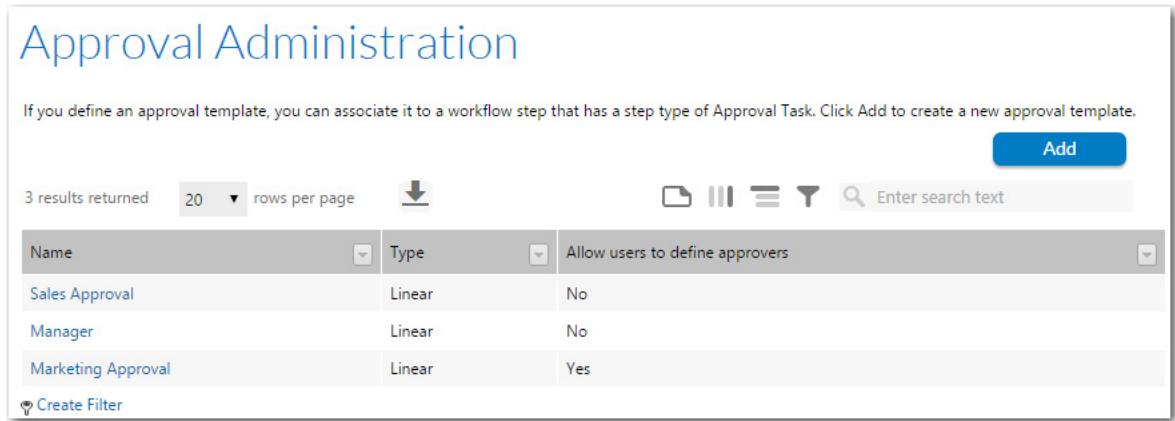 Approval Administration
If you define an approval template, you can associate it to a workflow step that has a step type of Approval Task. Click Add to create a new approval template.
Add
3 results returned 20 rows per page Enter search text
Name Type Allow users to define approvers
Sales Approval Linear No
Manager Linear No
Marketing Approval Linear Yes
Create Filter